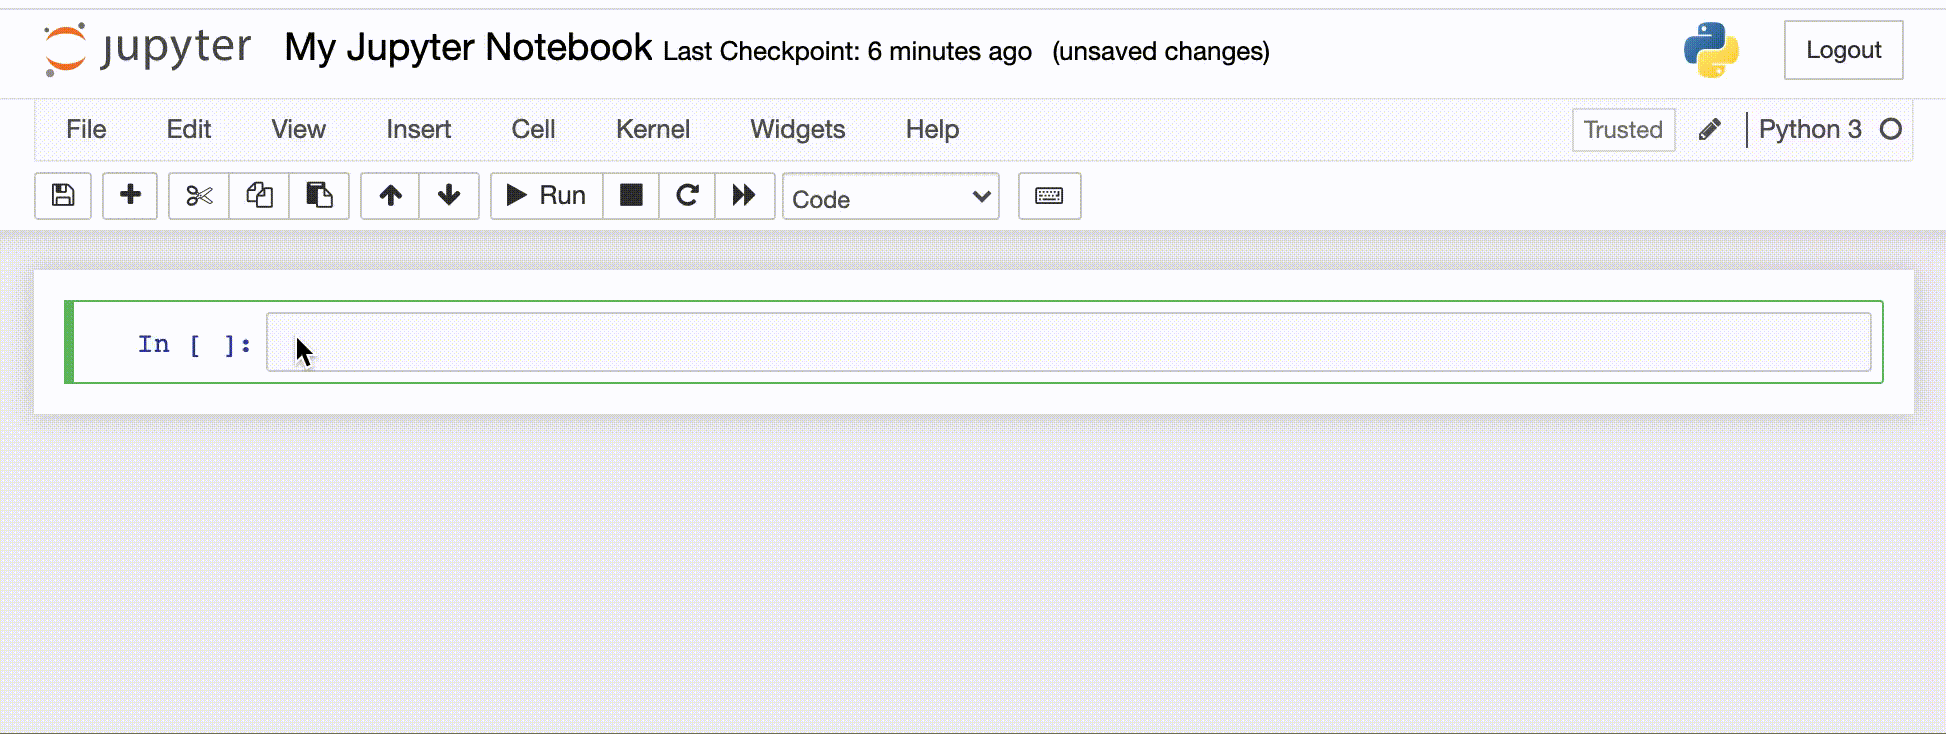 jupyter My Jupyter Notebook Last Checkpoint: 6 minutes ago (unsaved changes) Logout
File Edit View Insert Cell Kernel Widgets Help Trusted Python 3
Run Code
In [ ]: